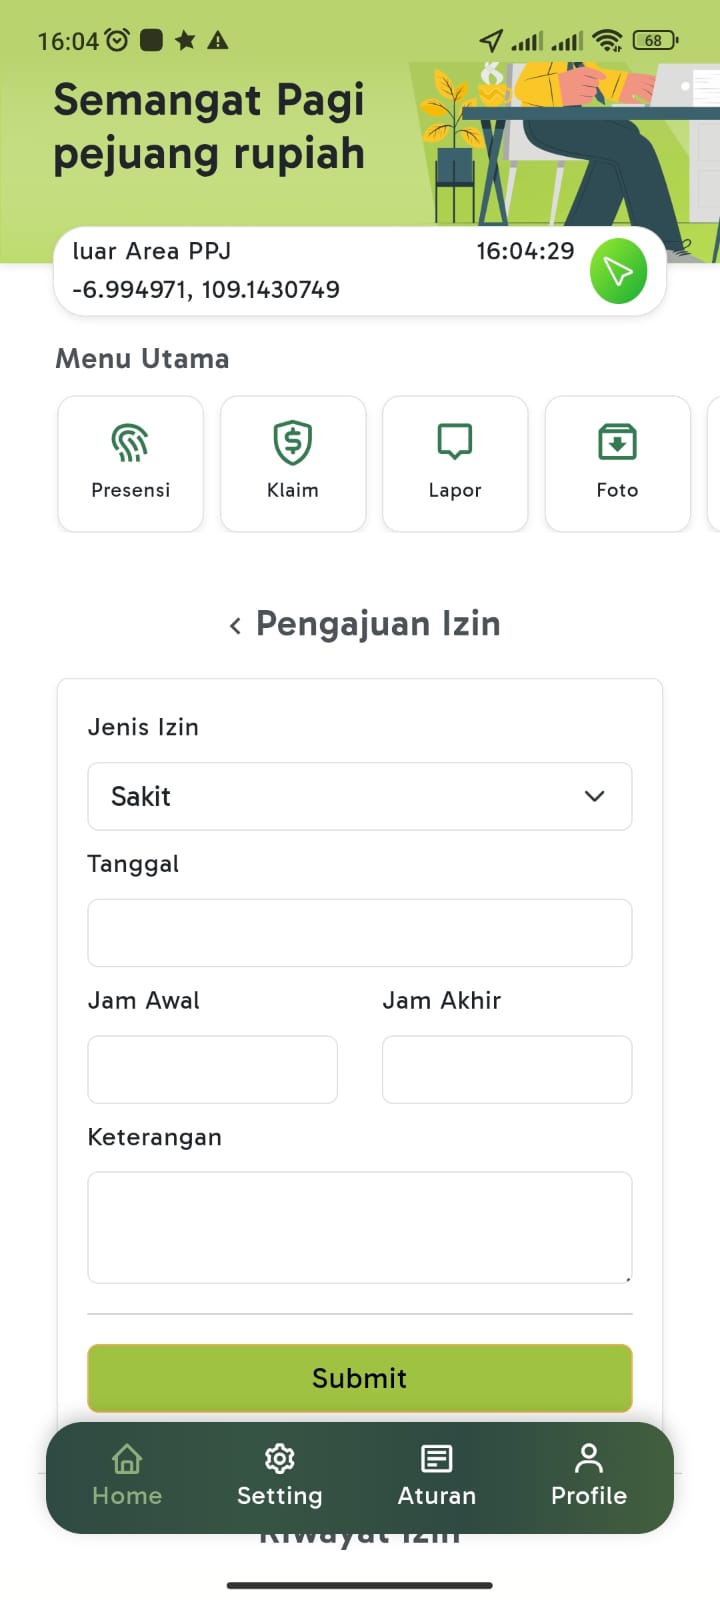 16:04
68
Semangat Pagi
pejuang rupiah
luar Area PPJ
16:04:29
-6.994971, 109.1430749
Menu Utama
Presensi
Klaim
Lapor
Foto
‹ Pengajuan Izin
Jenis Izin
Sakit
Tanggal
Jam Awal
Jam Akhir
Keterangan
Submit
Home
Setting
Aturan
Profile
Riwayat Izin